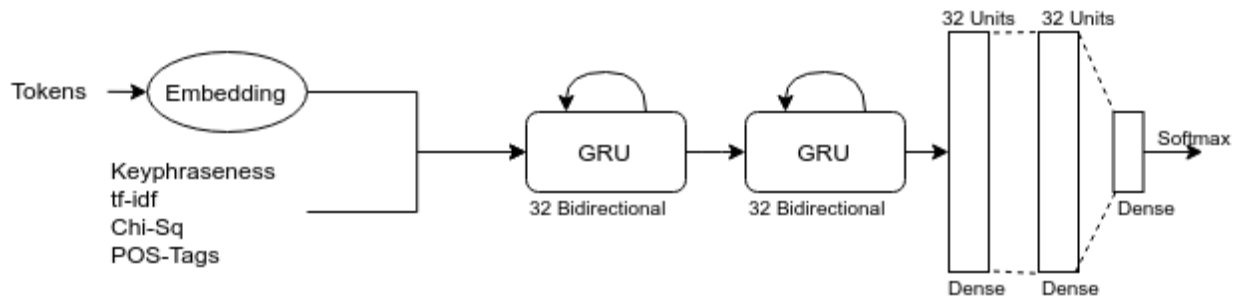 32 Units
32 Units
Tokens
Embedding
Keyphraseness
tf-idf
Chi-Sq
POS-Tags
GRU
32 Bidirectional
GRU
32 Bidirectional
Dense
Dense
Dense
Softmax